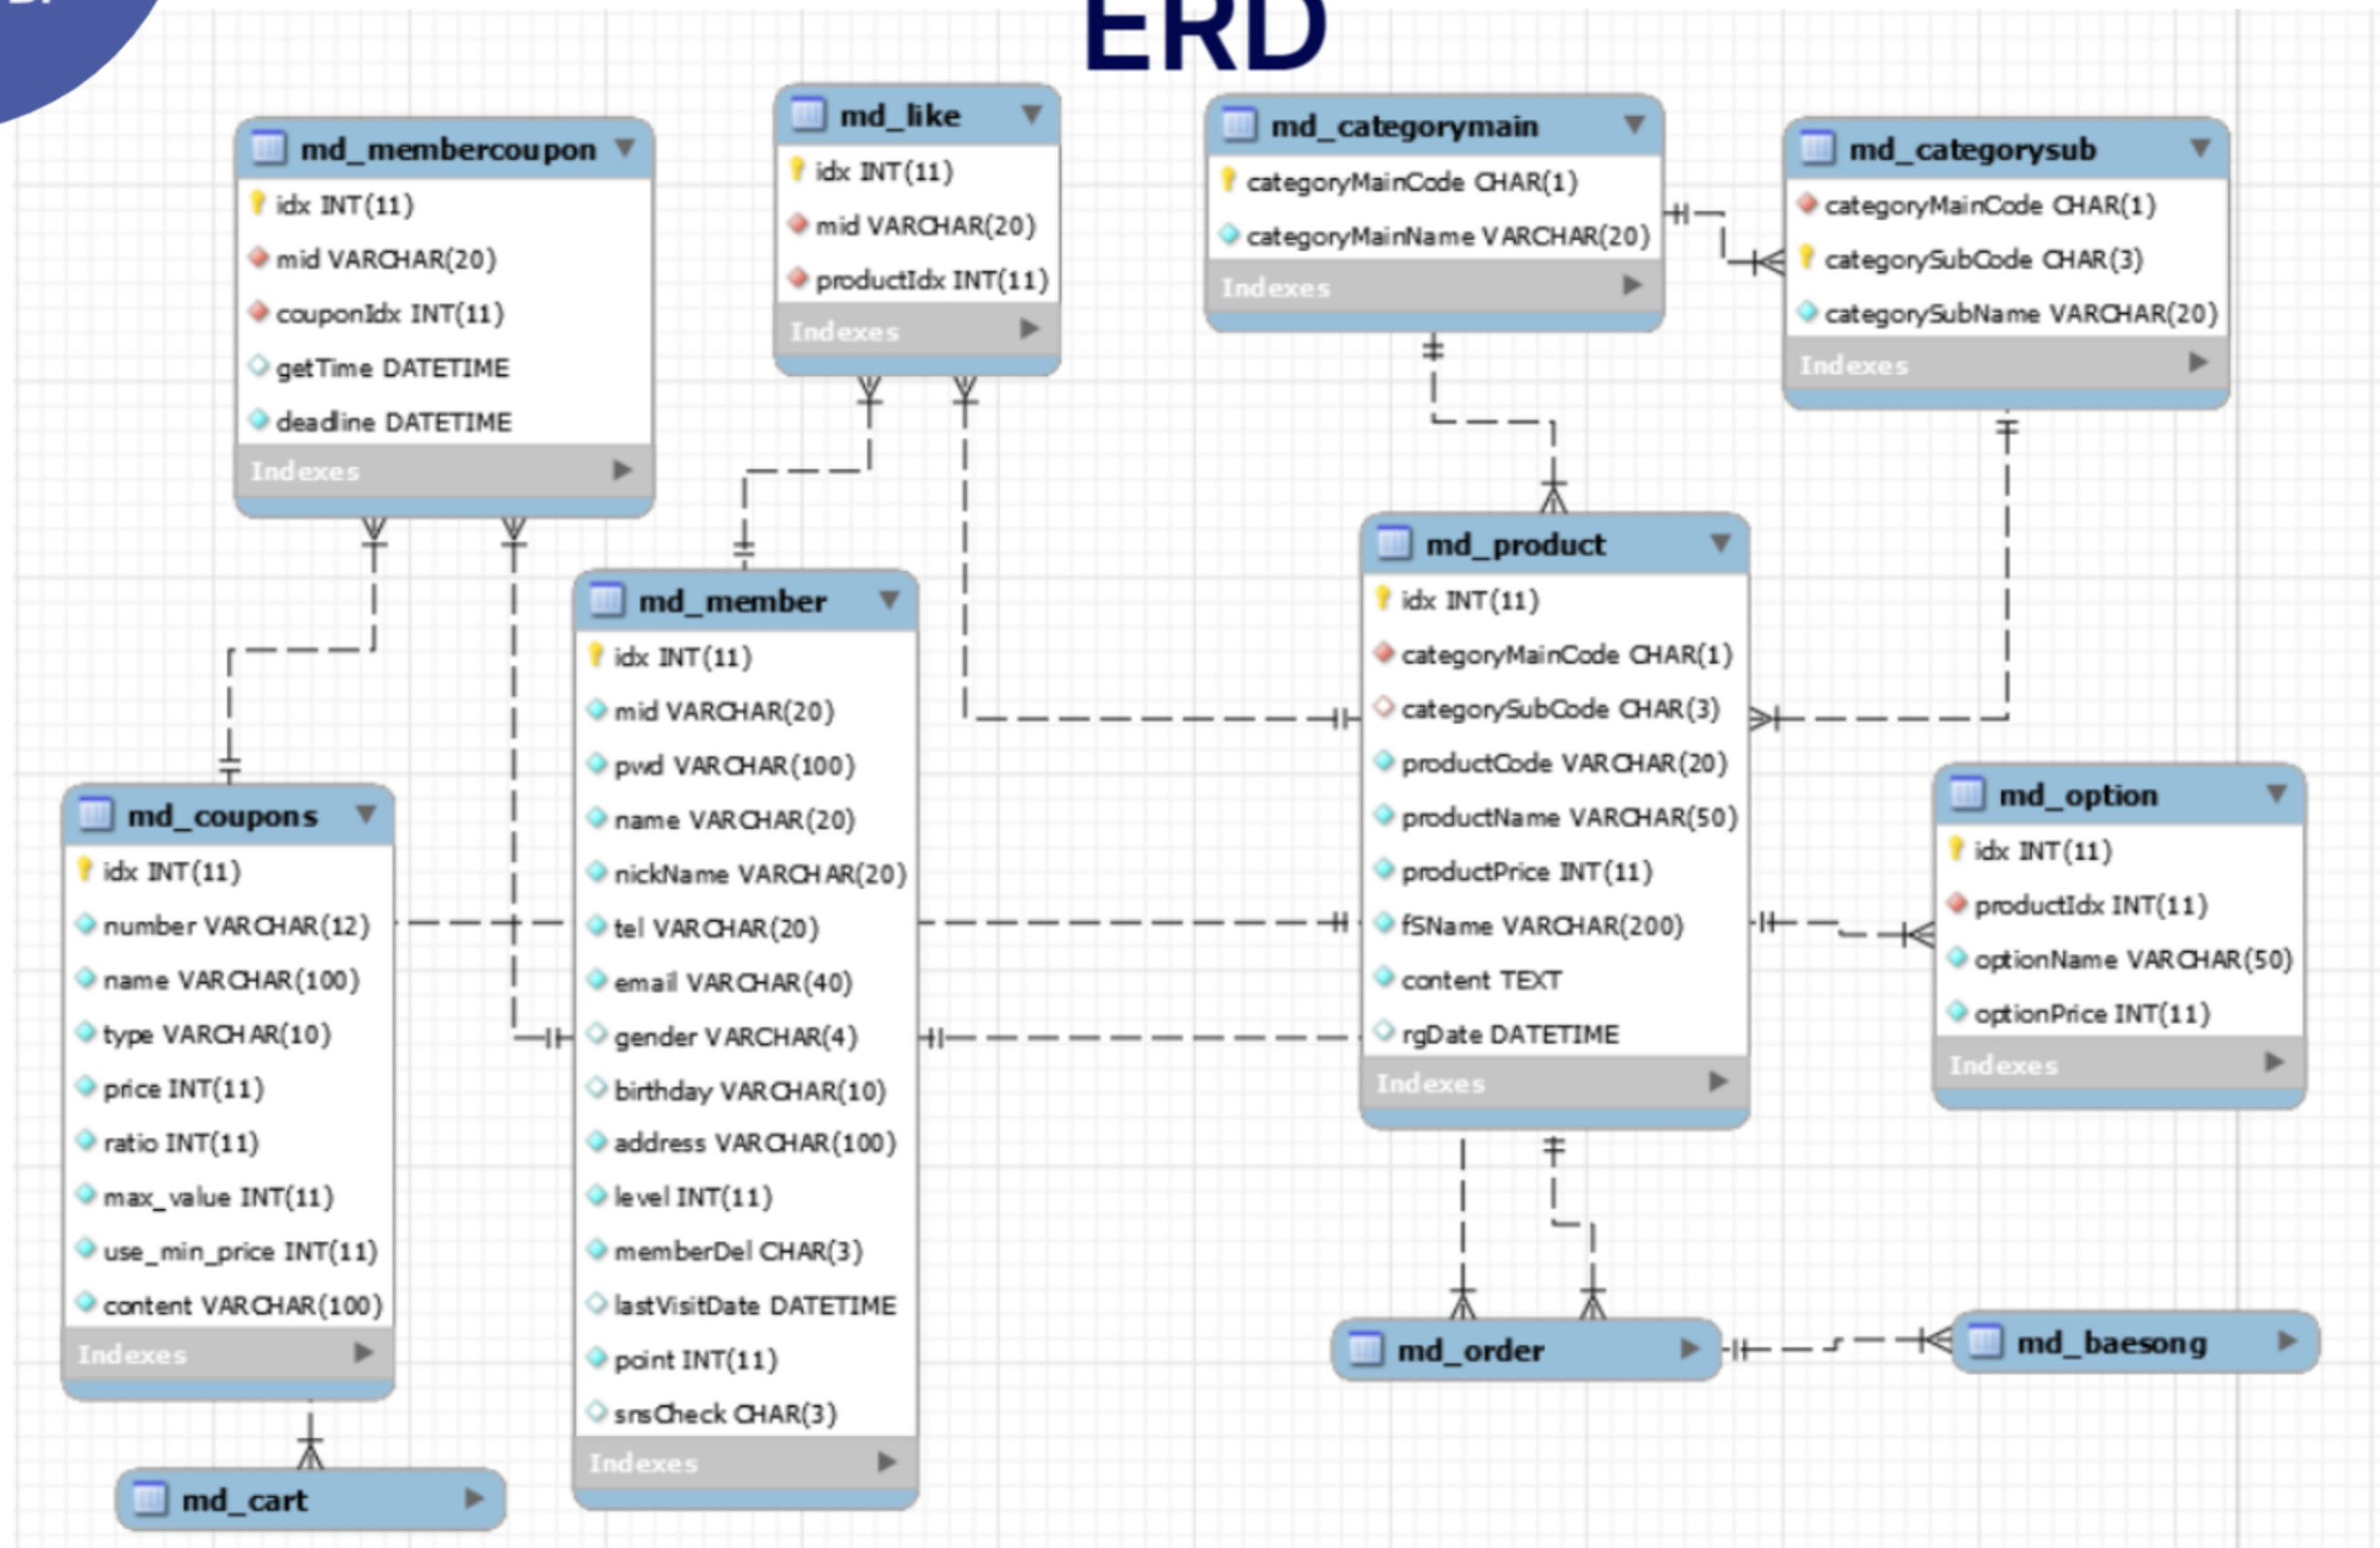 ERD
md_membercoupon
idx INT(11)
mid VARCHAR(20)
couponIdx INT(11)
getTime DATETIME
deadline DATETIME
Indexes
md_like
idx INT(11)
mid VARCHAR(20)
productIdx INT(11)
Indexes
md_categorymain
categoryMainCode CHAR(1)
categoryMainName VARCHAR(20)
Indexes
md_categorysub
categoryMainCode CHAR(1)
categorySubCode CHAR(3)
categorySubName VARCHAR(20)
Indexes
md_coupons
idx INT(11)
number VARCHAR(12)
name VARCHAR(100)
type VARCHAR(10)
price INT(11)
ratio INT(11)
max_value INT(11)
use_min_price INT(11)
content VARCHAR(100)
Indexes
md_member
idx INT(11)
mid VARCHAR(20)
pwd VARCHAR(100)
name VARCHAR(20)
nickName VARCHAR(20)
tel VARCHAR(20)
email VARCHAR(40)
gender VARCHAR(4)
birthday VARCHAR(10)
address VARCHAR(100)
level INT(11)
memberDel CHAR(3)
lastVisitDate DATETIME
point INT(11)
snsCheck CHAR(3)
Indexes
md_product
idx INT(11)
categoryMainCode CHAR(1)
categorySubCode CHAR(3)
productCode VARCHAR(20)
productName VARCHAR(50)
productPrice INT(11)
fSName VARCHAR(200)
content TEXT
rgDate DATETIME
Indexes
md_option
idx INT(11)
productIdx INT(11)
optionName VARCHAR(50)
optionPrice INT(11)
Indexes
md_order
md_baesong
md_cart